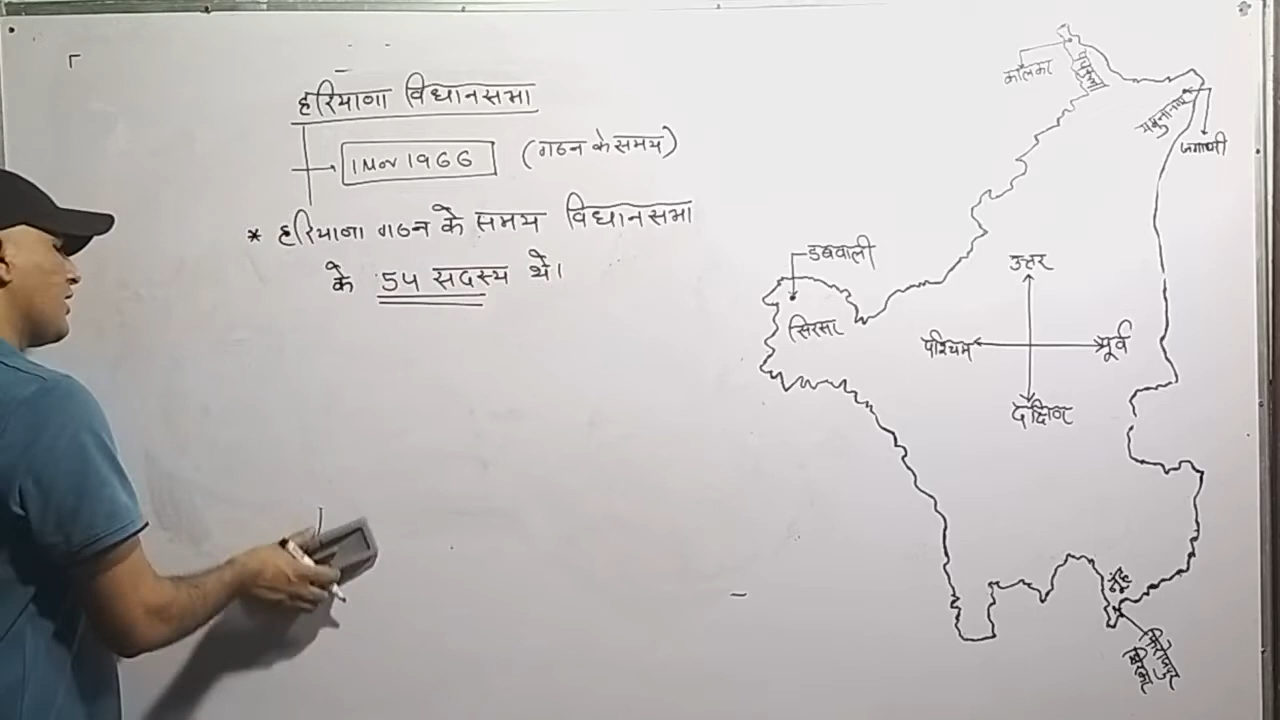 हरियाणा विधानसभा
1 Nov 1966 (गठन के समय)
* हरियाणा गठन के समय विधानसभा
के 54 सदस्य थे।
कालका
पंचकुला
यमुनानगर
जगाधरी
डबवाली
सिरसा
उत्तर
पश्चिम
पूर्व
दक्षिण
नूंह
फिरोजपुर
झिरका